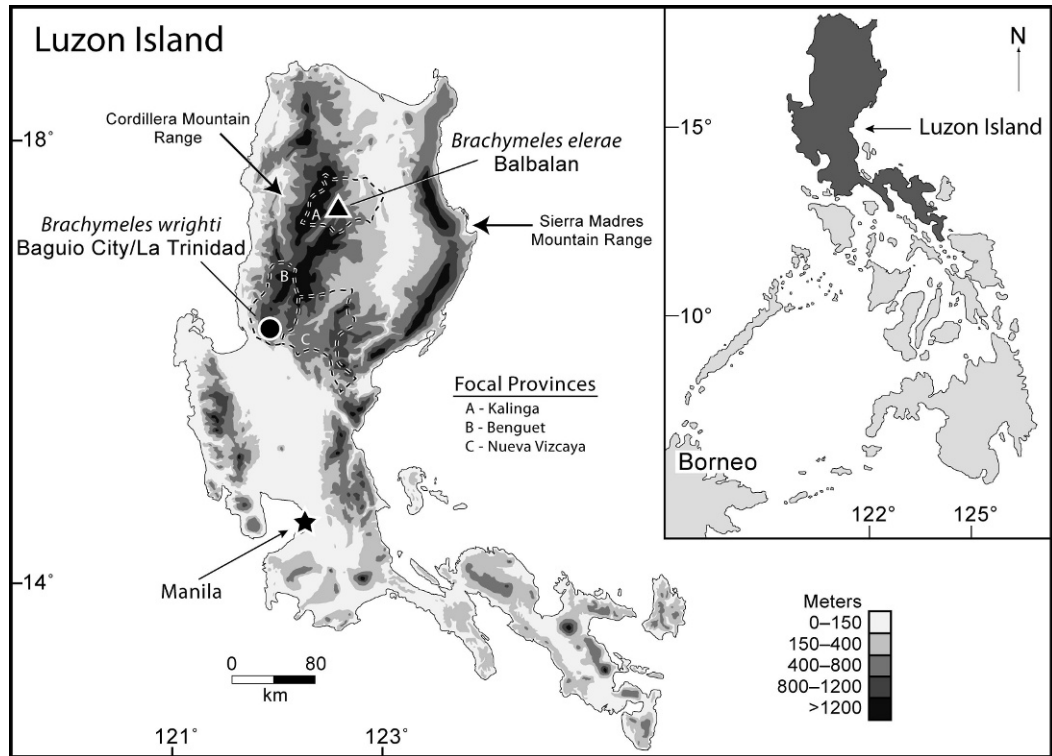 Luzon Island
Cordillera Mountain
Range
18°
Brachymeles elerae
Balbalan
A
Brachymeles wrighti
Baguio City/La Trinidad
Sierra Madres
Mountain Range
B
C
Focal Provinces
A - Kalinga
B - Benguet
C - Nueva Vizcaya
Manila
14°
0 80
km
121
123
Meters
0–150
150–400
400–800
800–1200
>1200
N
15°
Luzon Island
10°
Borneo
122
125°